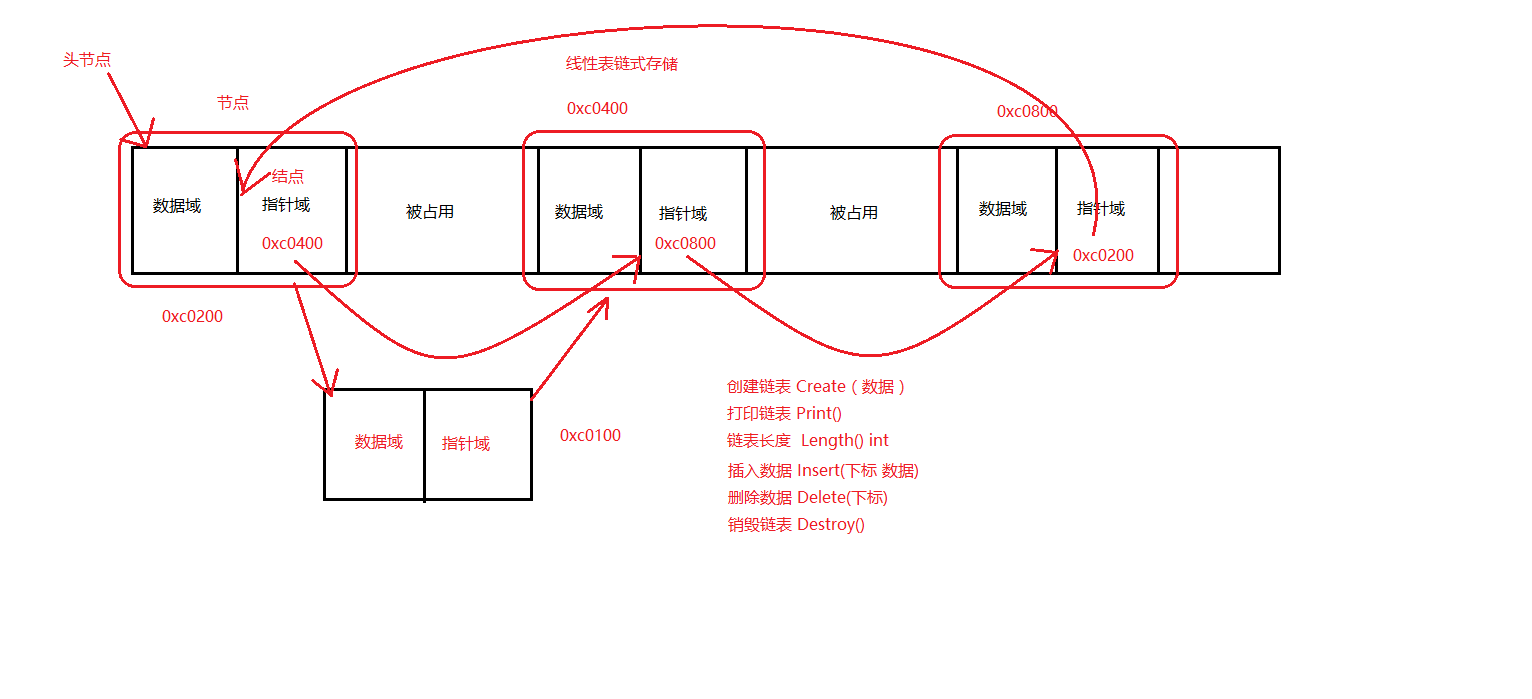 头节点
线性表链式存储
节点
0xc0400
0xc0800
结点
数据域
指针域
被占用
数据域
指针域
被占用
数据域
指针域
0xc0400
0xc0800
0xc0200
0xc0200
创建链表 Create（数据）
打印链表 Print()
链表长度 Length() int
插入数据 Insert(下标 数据)
删除数据 Delete(下标)
销毁链表 Destroy()
数据域
指针域
0xc0100